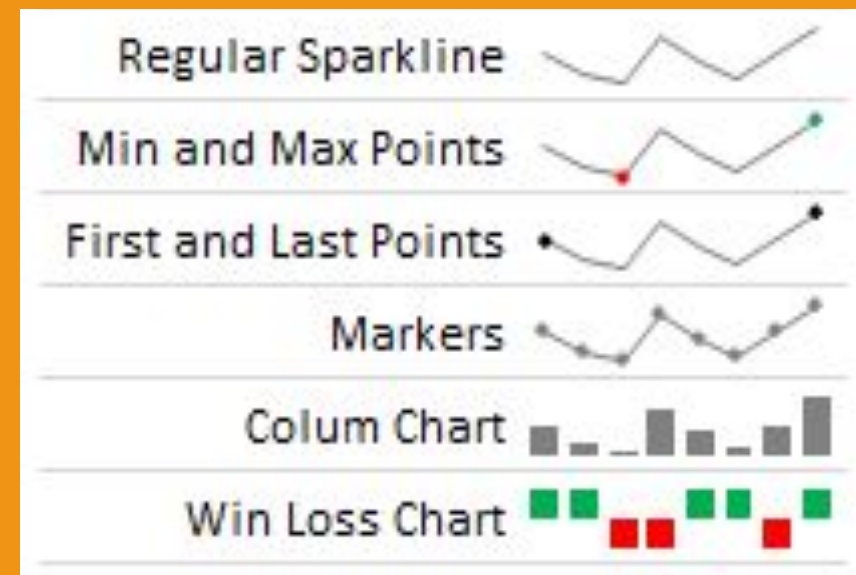 Regular Sparkline
Min and Max Points
First and Last Points
Markers
Colum Chart
Win Loss Chart